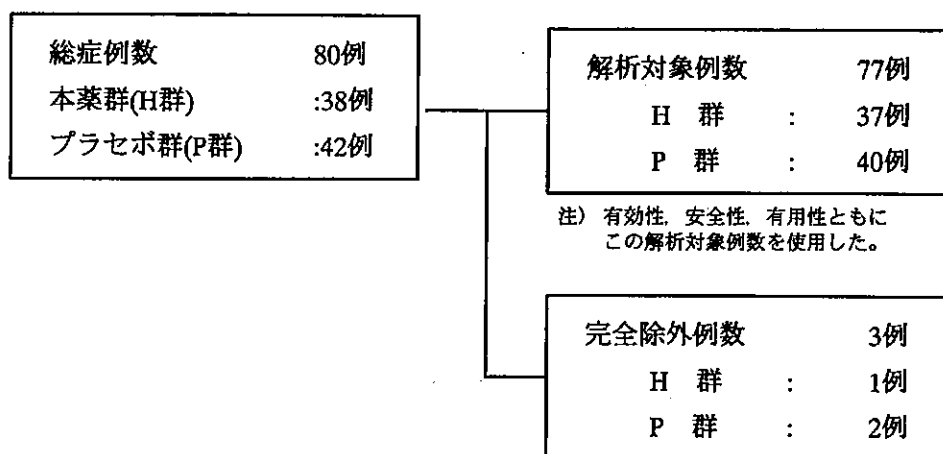 総症例数 80例
本薬群(H群) :38例
プラセボ群(P群) :42例
解析対象例数 77例
H 群 : 37例
P 群 : 40例
注) 有効性, 安全性, 有用性ともに
この解析対象例数を使用した。
完全除外例数 3例
H 群 : 1例
P 群 : 2例